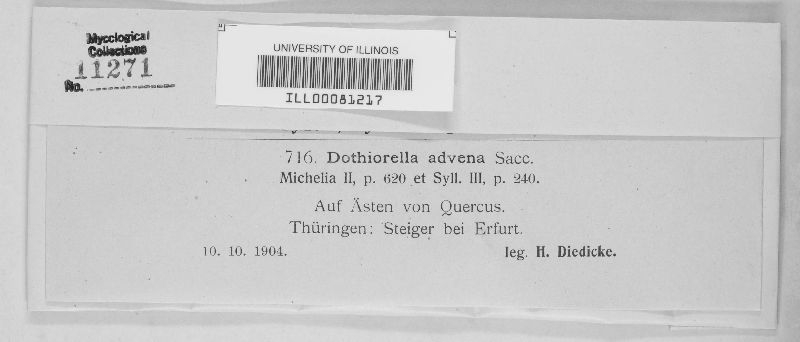 Mycological
Collections
11271
No.
UNIVERSITY OF ILLINOIS
ILL00081217
716. Dothiorella advena Sacc.
Michelia II, p. 620 et Syll. III, p. 240.
Auf Ästen von Quercus.
Thüringen: Steiger bei Erfurt.
10. 10. 1904. leg. H. Diedicke.